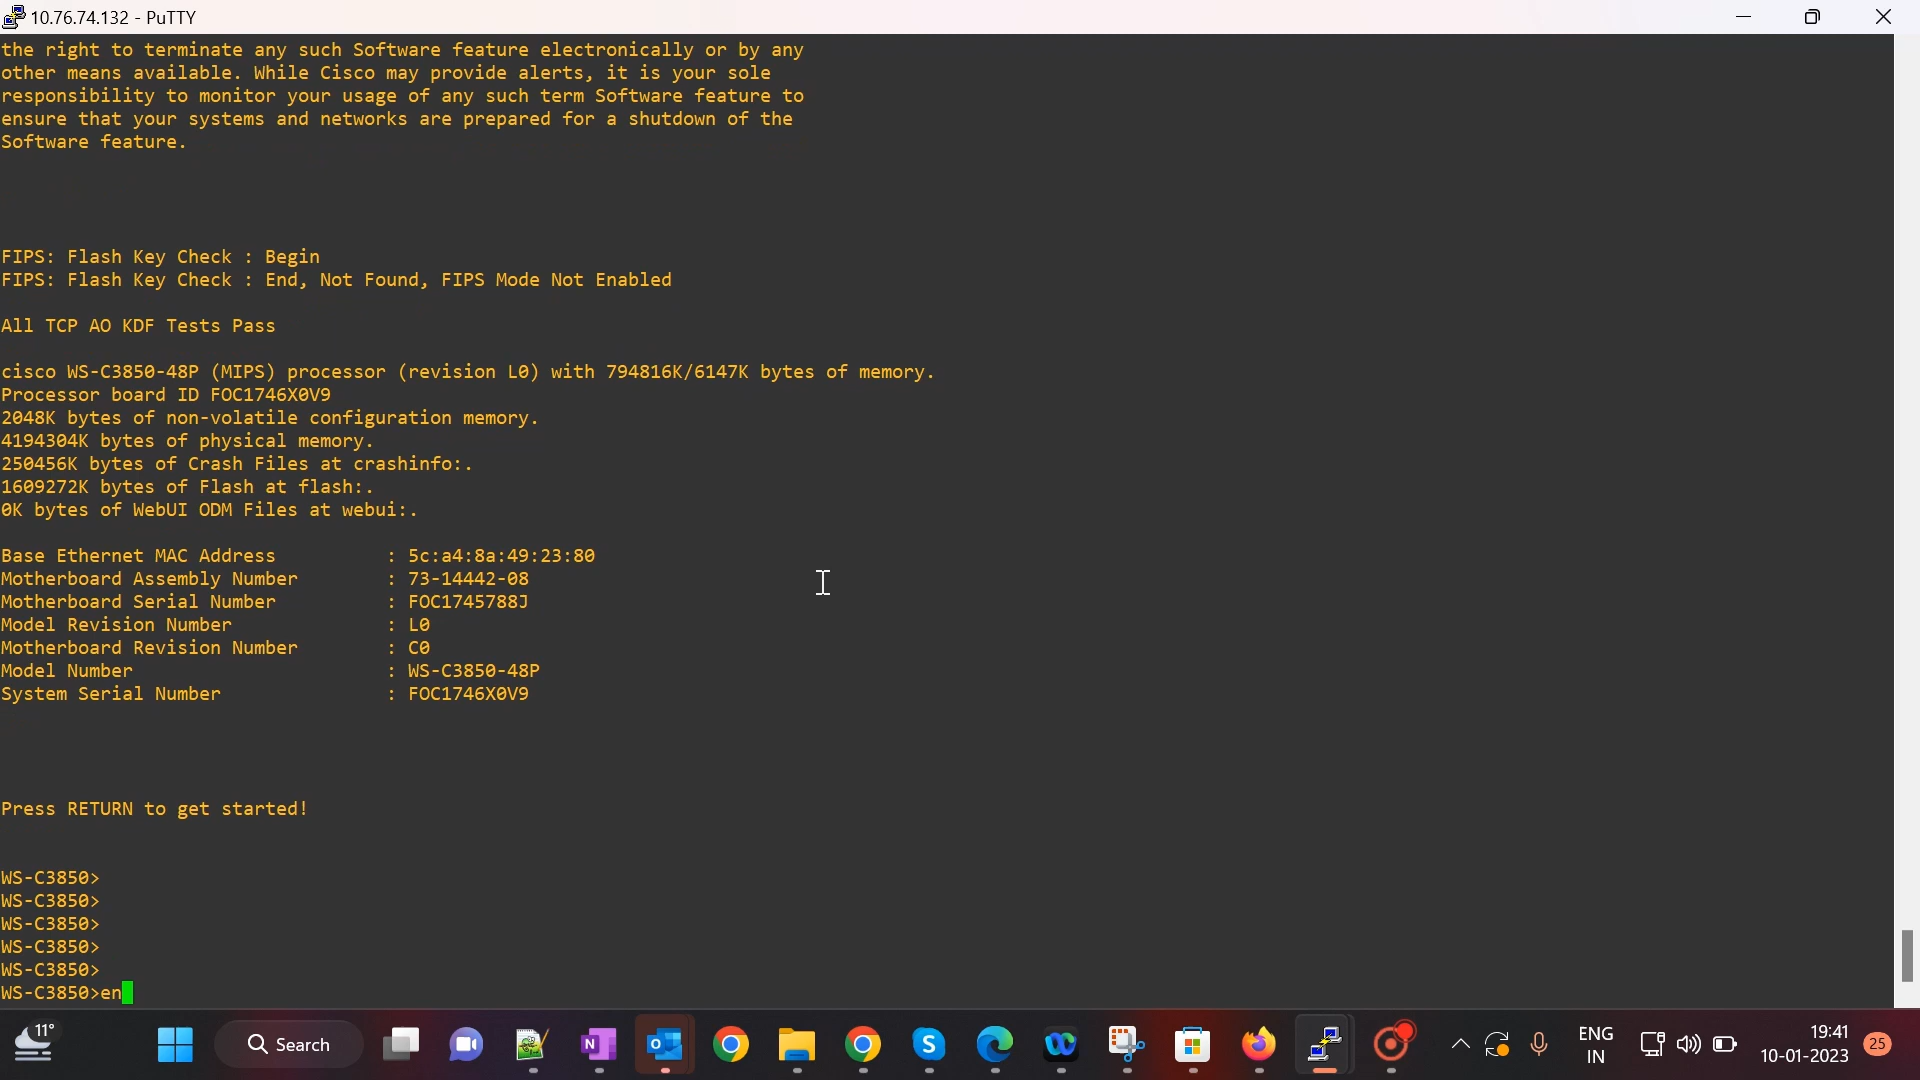 10.76.74.132 - PuTTY
the right to terminate any such Software feature electronically or by any
other means available. While Cisco may provide alerts, it is your sole
responsibility to monitor your usage of any such term Software feature to
ensure that your systems and networks are prepared for a shutdown of the
Software feature.
FIPS: Flash Key Check : Begin
FIPS: Flash Key Check : End, Not Found, FIPS Mode Not Enabled
All TCP AO KDF Tests Pass
cisco WS-C3850-48P (MIPS) processor (revision L0) with 794816K/6147K bytes of memory.
Processor board ID FOC1746X0V9
2048K bytes of non-volatile configuration memory.
4194304K bytes of physical memory.
250456K bytes of Crash Files at crashinfo:.
1609272K bytes of Flash at flash:.
0K bytes of WebUI ODM Files at webui:.
Base Ethernet MAC Address : 5c:a4:8a:49:23:80
Motherboard Assembly Number : 73-14442-08
Motherboard Serial Number : FOC1745788J
Model Revision Number : L0
Motherboard Revision Number : C0
Model Number : WS-C3850-48P
System Serial Number : FOC1746X0V9
Press RETURN to get started!
WS-C3850>
WS-C3850>
WS-C3850>
WS-C3850>
WS-C3850>
WS-C3850>en
11°
Search
ENG
IN
19:41
10-01-2023
25